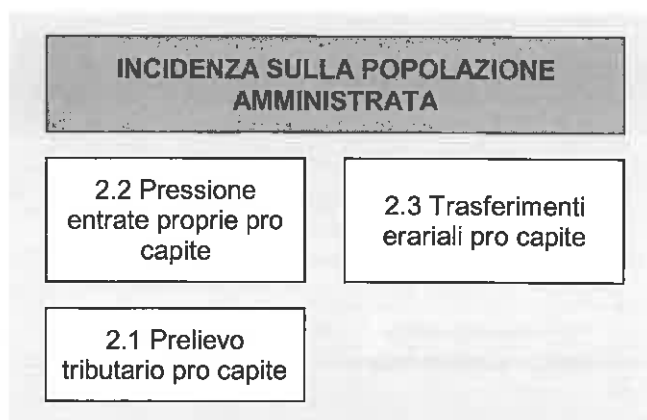 INCIDENZA SULLA POPOLAZIONE
AMMINISTRATA
2.2 Pressione
entrate proprie pro
capite
2.3 Trasferimenti
erariali pro capite
2.1 Prelievo
tributario pro capite